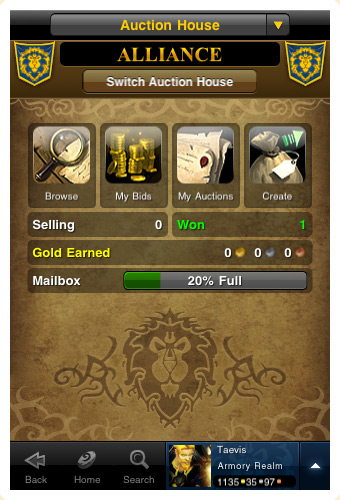 Auction House
ALLIANCE
Switch Auction House
Browse My Bids My Auctions Create
Selling 0 Won 1
Gold Earned 0 0 0
Mailbox 20% Full
Taevis
Armory Realm
Back Home Search 1135 35 97